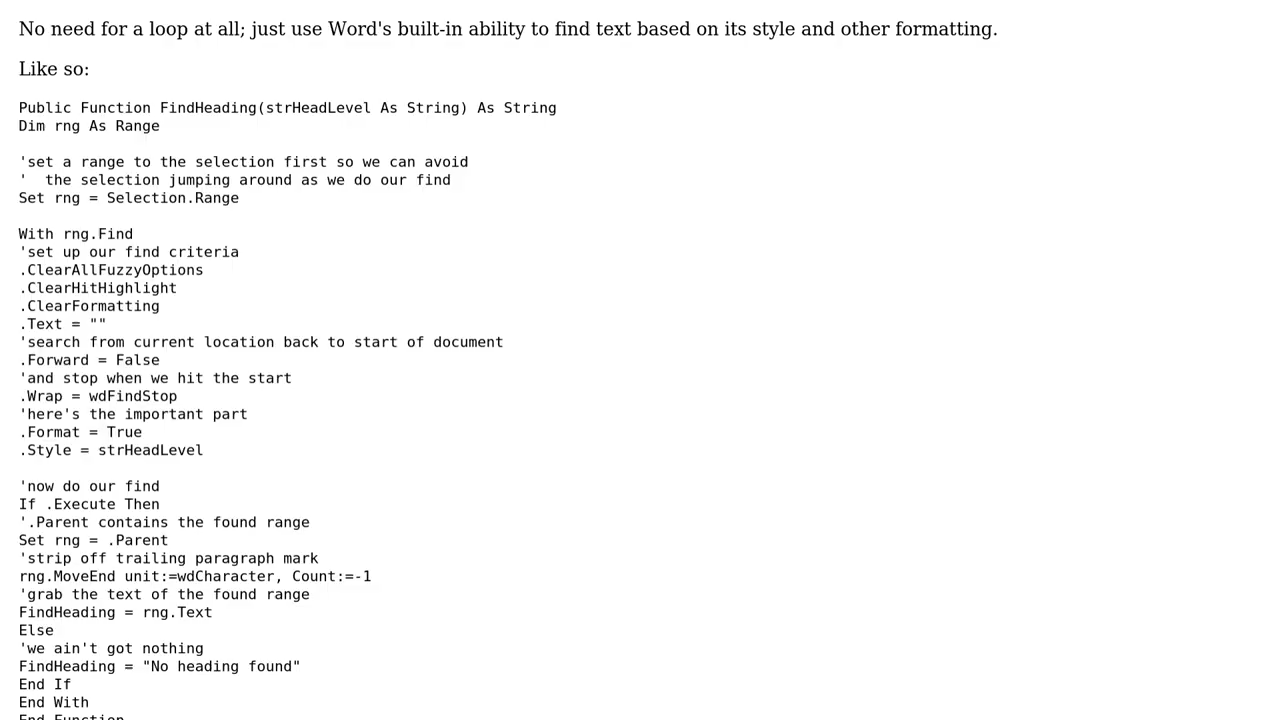 No need for a loop at all; just use Word's built-in ability to find text based on its style and other formatting.
Like so:
Public Function FindHeading(strHeadLevel As String) As String
Dim rng As Range
'set a range to the selection first so we can avoid
'  the selection jumping around as we do our find
Set rng = Selection.Range
With rng.Find
'set up our find criteria
.ClearAllFuzzyOptions
.ClearHitHighlight
.ClearFormatting
.Text = ""
'search from current location back to start of document
.Forward = False
'and stop when we hit the start
.Wrap = wdFindStop
'here's the important part
.Format = True
.Style = strHeadLevel
'now do our find
If .Execute Then
'.Parent contains the found range
Set rng = .Parent
'strip off trailing paragraph mark
rng.MoveEnd unit:=wdCharacter, Count:=-1
'grab the text of the found range
FindHeading = rng.Text
Else
'we ain't got nothing
FindHeading = "No heading found"
End If
End With
End Function